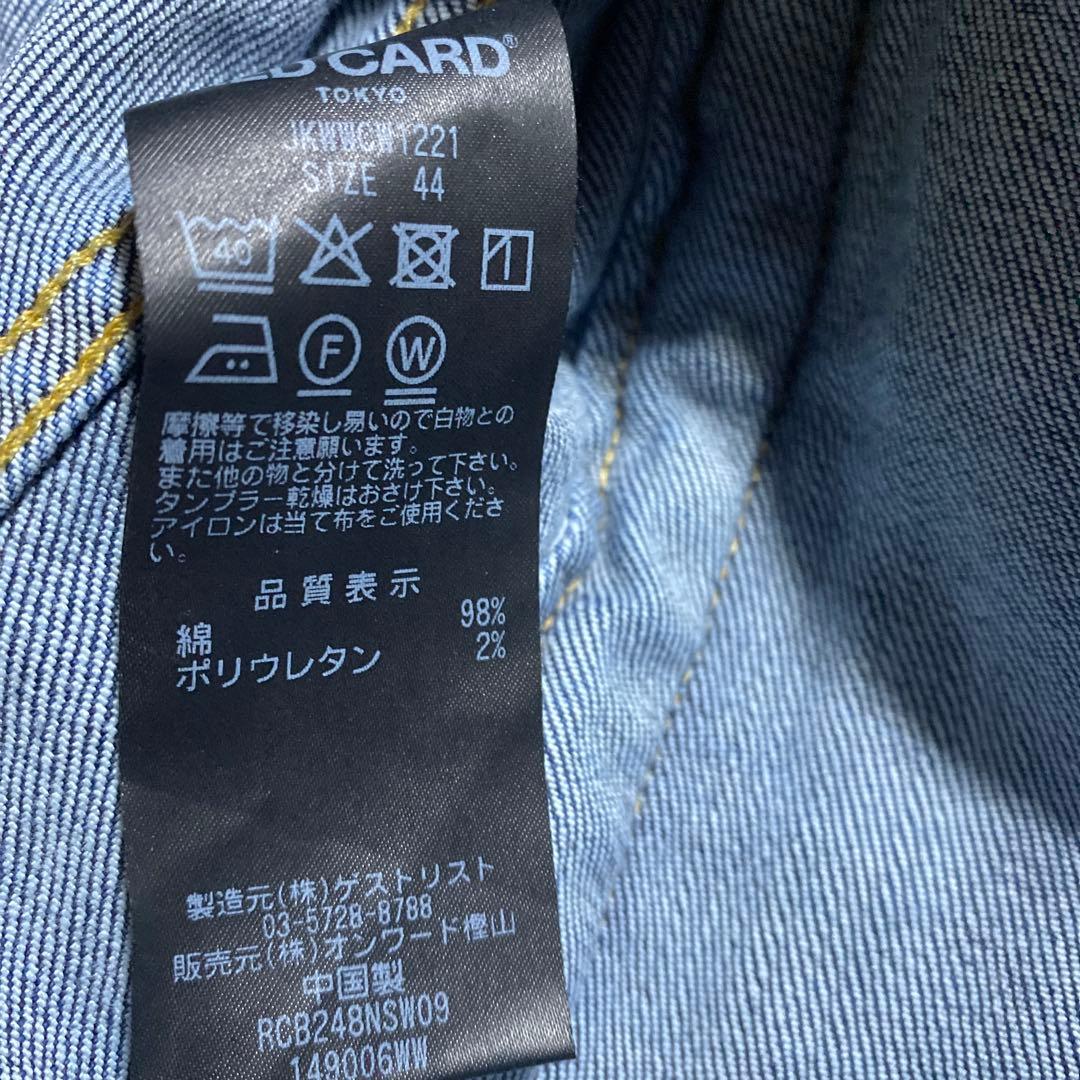 ED CARD®
TOKYO
JKWWCW1221
SIZE 44
40
F W
摩擦等で移染し易いので白物との
着用はご注意願います。
また他の物と分けて洗って下さい。
タンブラー乾燥はおさけ下さい。
アイロンは当て布をご使用くださ
い。
品質表示
綿 98%
ポリウレタン 2%
製造元(株)ゲストリスト
03-5728-8788
販売元(株)オンワード樫山
中国製
RCB248NSW09
149006WW